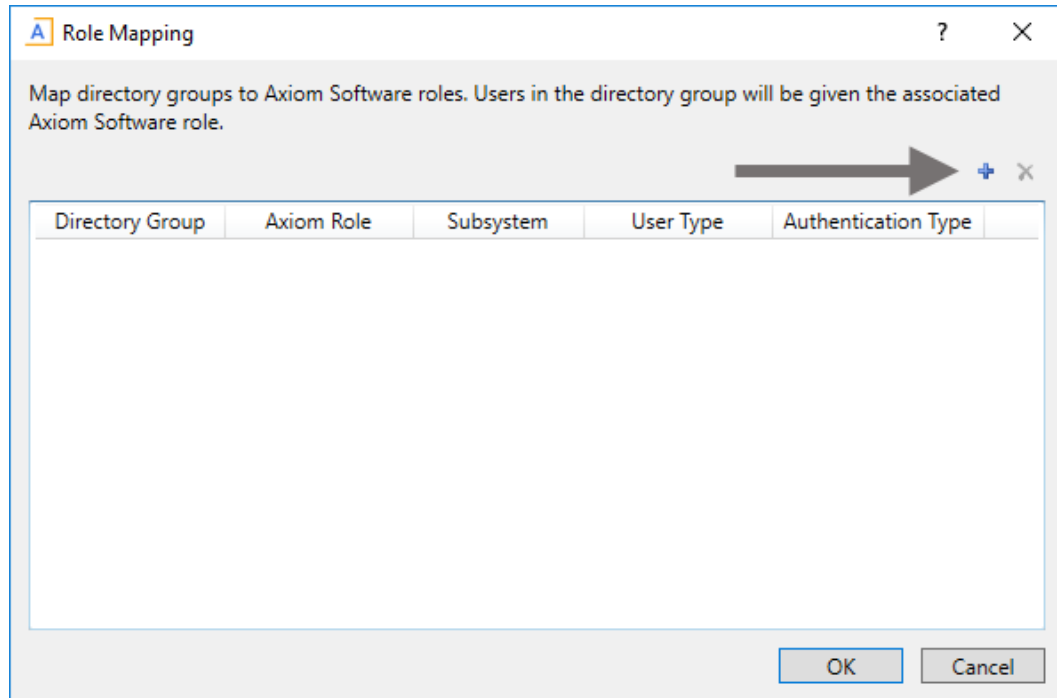 A Role Mapping ?
Map directory groups to Axiom Software roles. Users in the directory group will be given the associated
Axiom Software role.
Directory Group Axiom Role Subsystem User Type Authentication Type
OK Cancel